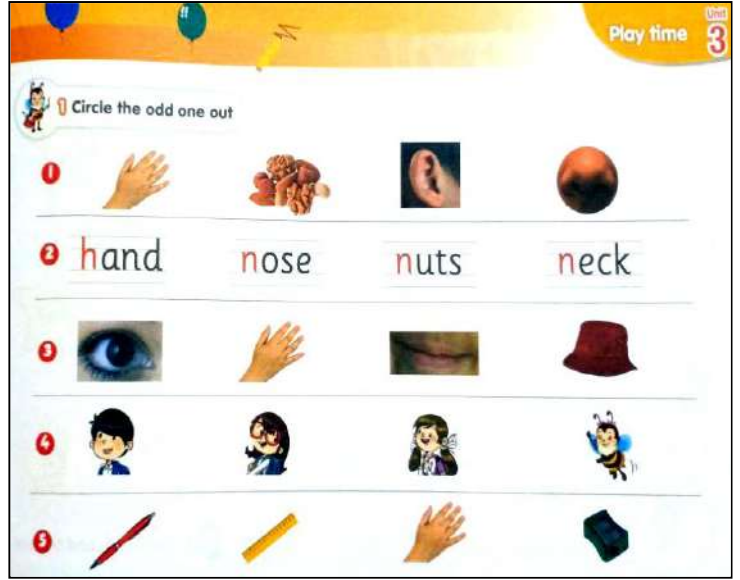 Unit
Play time 3
1 Circle the odd one out
1
2 hand nose nuts neck
3
4
5